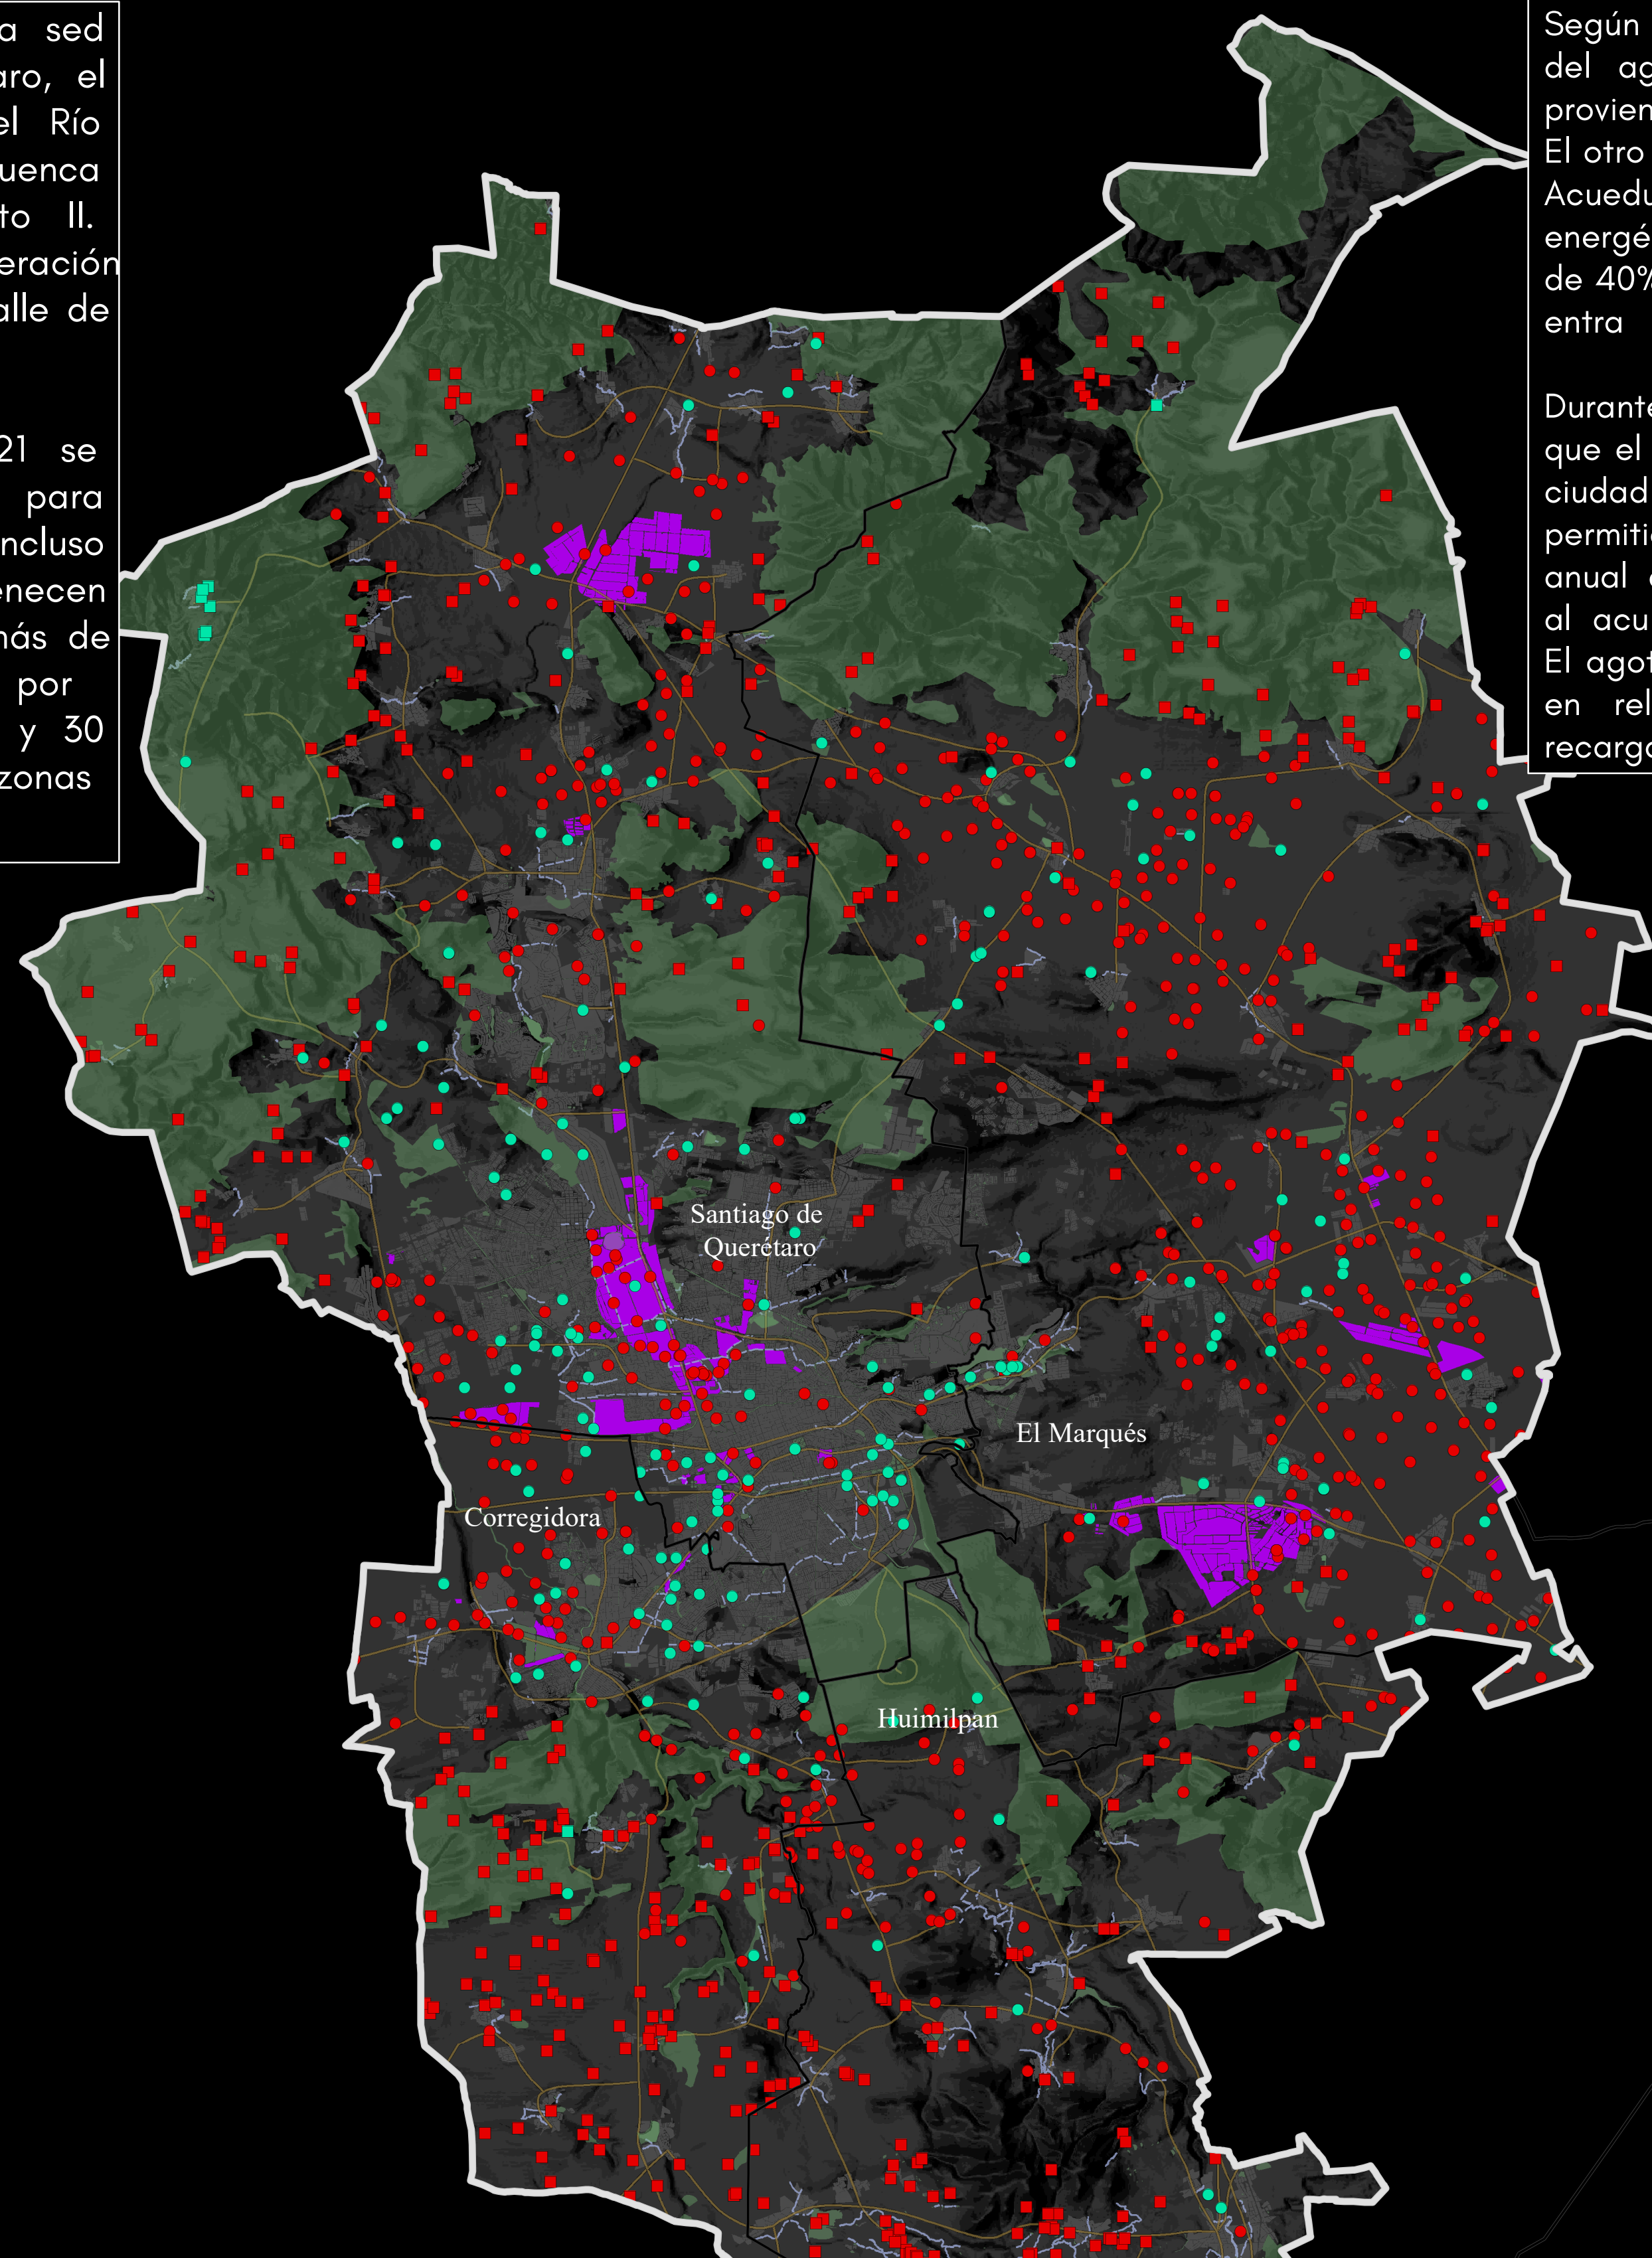 a sed
aro, el
el Río
uenca
to II.
eración
alle de
21 se
para
ncluso
enecen
más de
por
y 30
zonas
Según
del ag
provien
El otro
Acuedu
energé
de 40%
entra
Durante
que el
ciudad
permiti
anual
al acu
El agot
en rel
recarga
Santiago de
Querétaro
El Marqués
Corregidora
Huimilpan